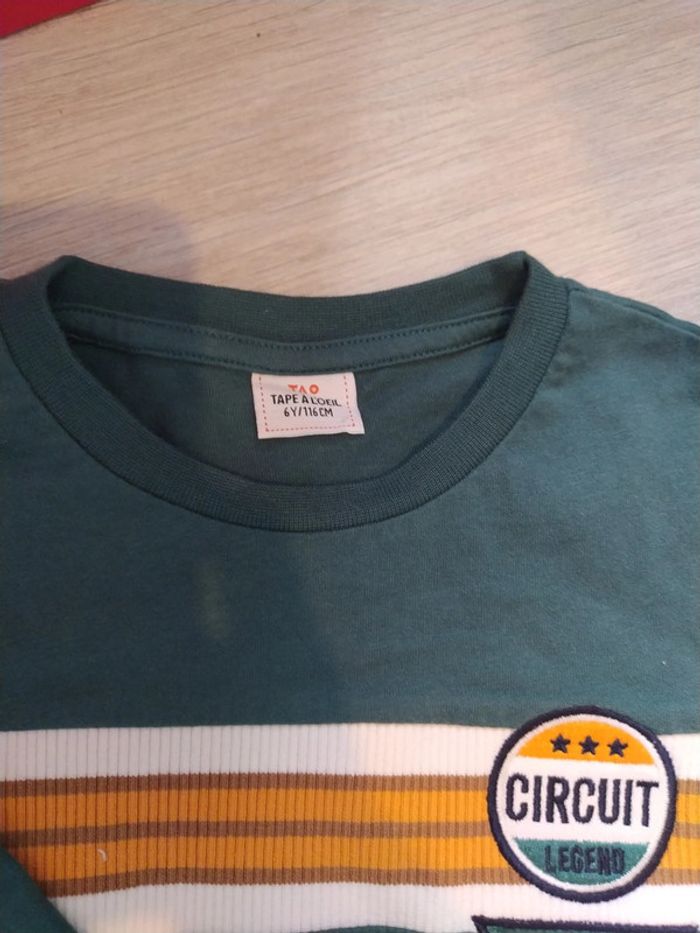 TAO
TAPE À L'OEIL
6Y/116CM
CIRCUIT
LEGEND